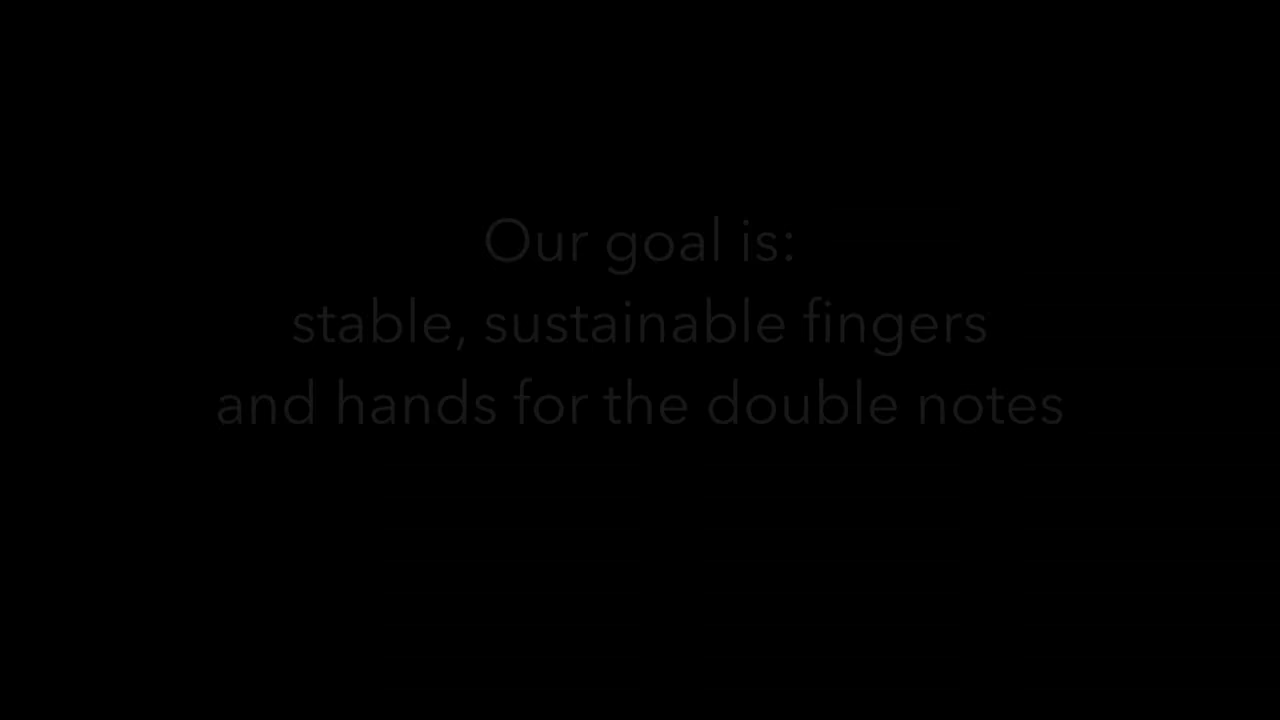 Our goal is:
stable, sustainable fingers
and hands for the double notes